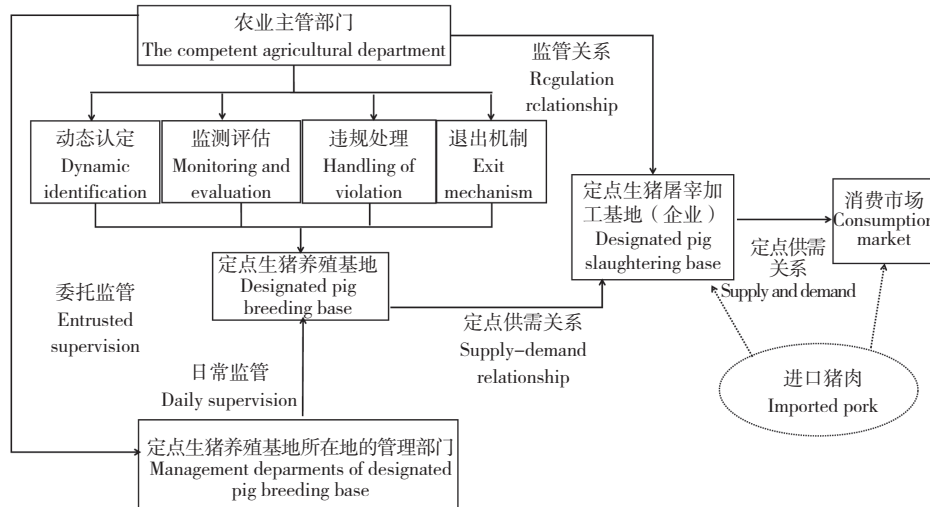 农业主管部门
The competent agricultural department
监管关系
Rcgulation
rclationship
动态认定
Dynamic
identification
监测评估
Monitoring and
evaluation
违规处理
Handling of
violation
退出机制
Exit
mechanism
定点生猪屠宰加
工基地（企业）
Designated pig
slaughtering base
消费市场
Consumption
market
定点供需
关系
Supply and demand
定点生猪养殖基地
Designated pig
breeding base
委托监管
Entrusted
supervision
定点供需关系
Supply-demand
relationship
日常监管
Daily supervision
进口猪肉
Imported pork
定点生猪养殖基地所在地的管理部门
Management deparments of designated
pig breeding base